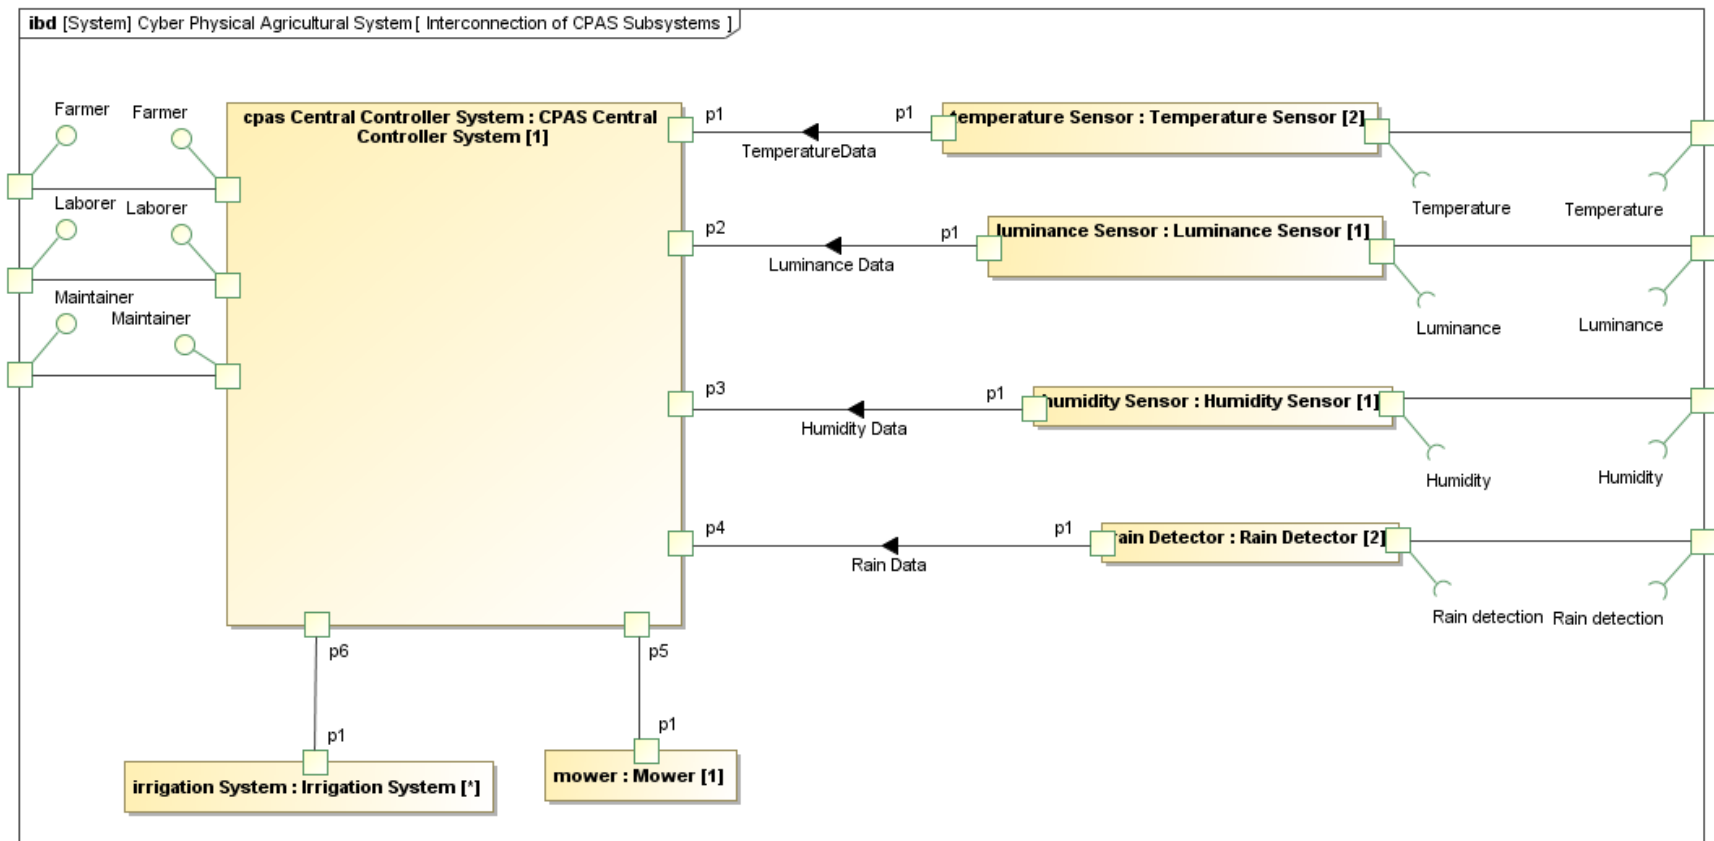 ibd [System] Cyber Physical Agricultural System [ Interconnection of CPAS Subsystems ]
Farmer
Farmer
Laborer
Laborer
Maintainer
Maintainer
cpas Central Controller System : CPAS Central
Controller System [1]
p1
p1
TemperatureData
temperature Sensor : Temperature Sensor [2]
Temperature
Temperature
p2
p1
Luminance Data
luminance Sensor : Luminance Sensor [1]
Luminance
Luminance
p3
p1
Humidity Data
humidity Sensor : Humidity Sensor [1]
Humidity
Humidity
p4
p1
Rain Data
rain Detector : Rain Detector [2]
Rain detection
Rain detection
p6
p5
p1
p1
irrigation System : Irrigation System [*]
mower : Mower [1]